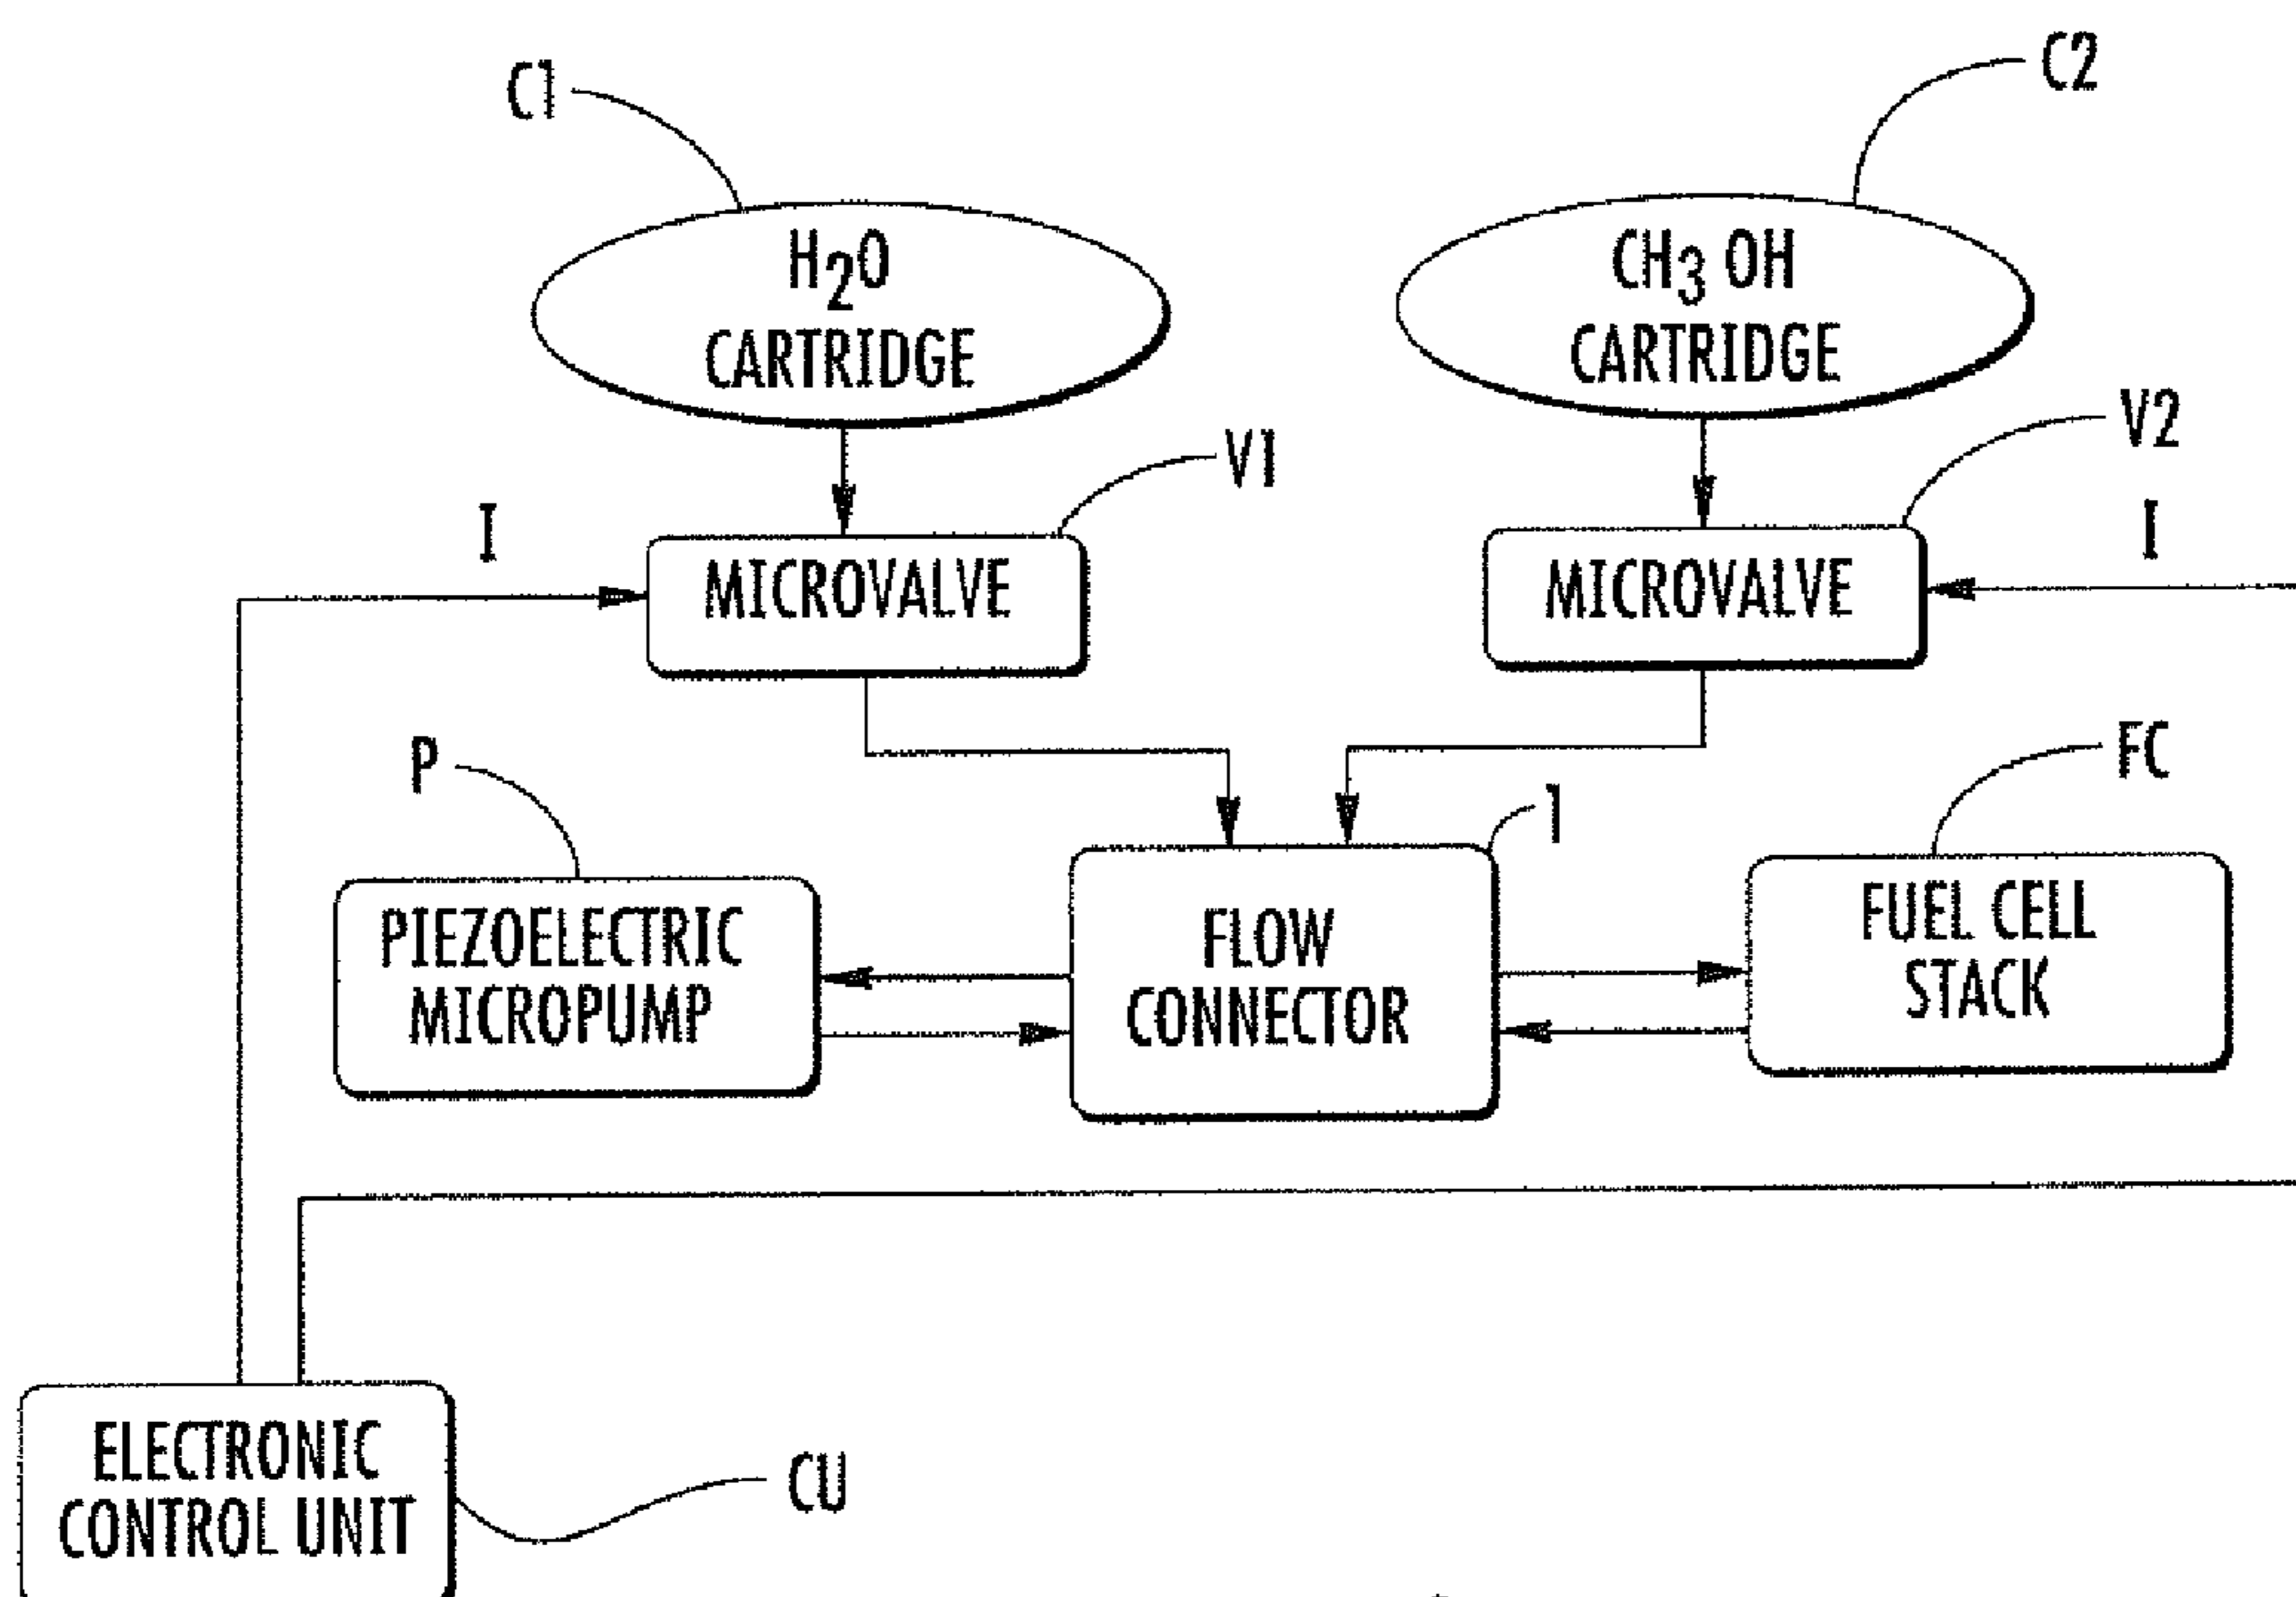 C1
C2
H2O
CARTRIDGE
CH3 OH
CARTRIDGE
V1
V2
I
I
MICROVALVE
MICROVALVE
P
FC
1
PIEZOELECTRIC
MICROPUMP
FLOW
CONNECTOR
FUEL CELL
STACK
ELECTRONIC
CONTROL UNIT
CU